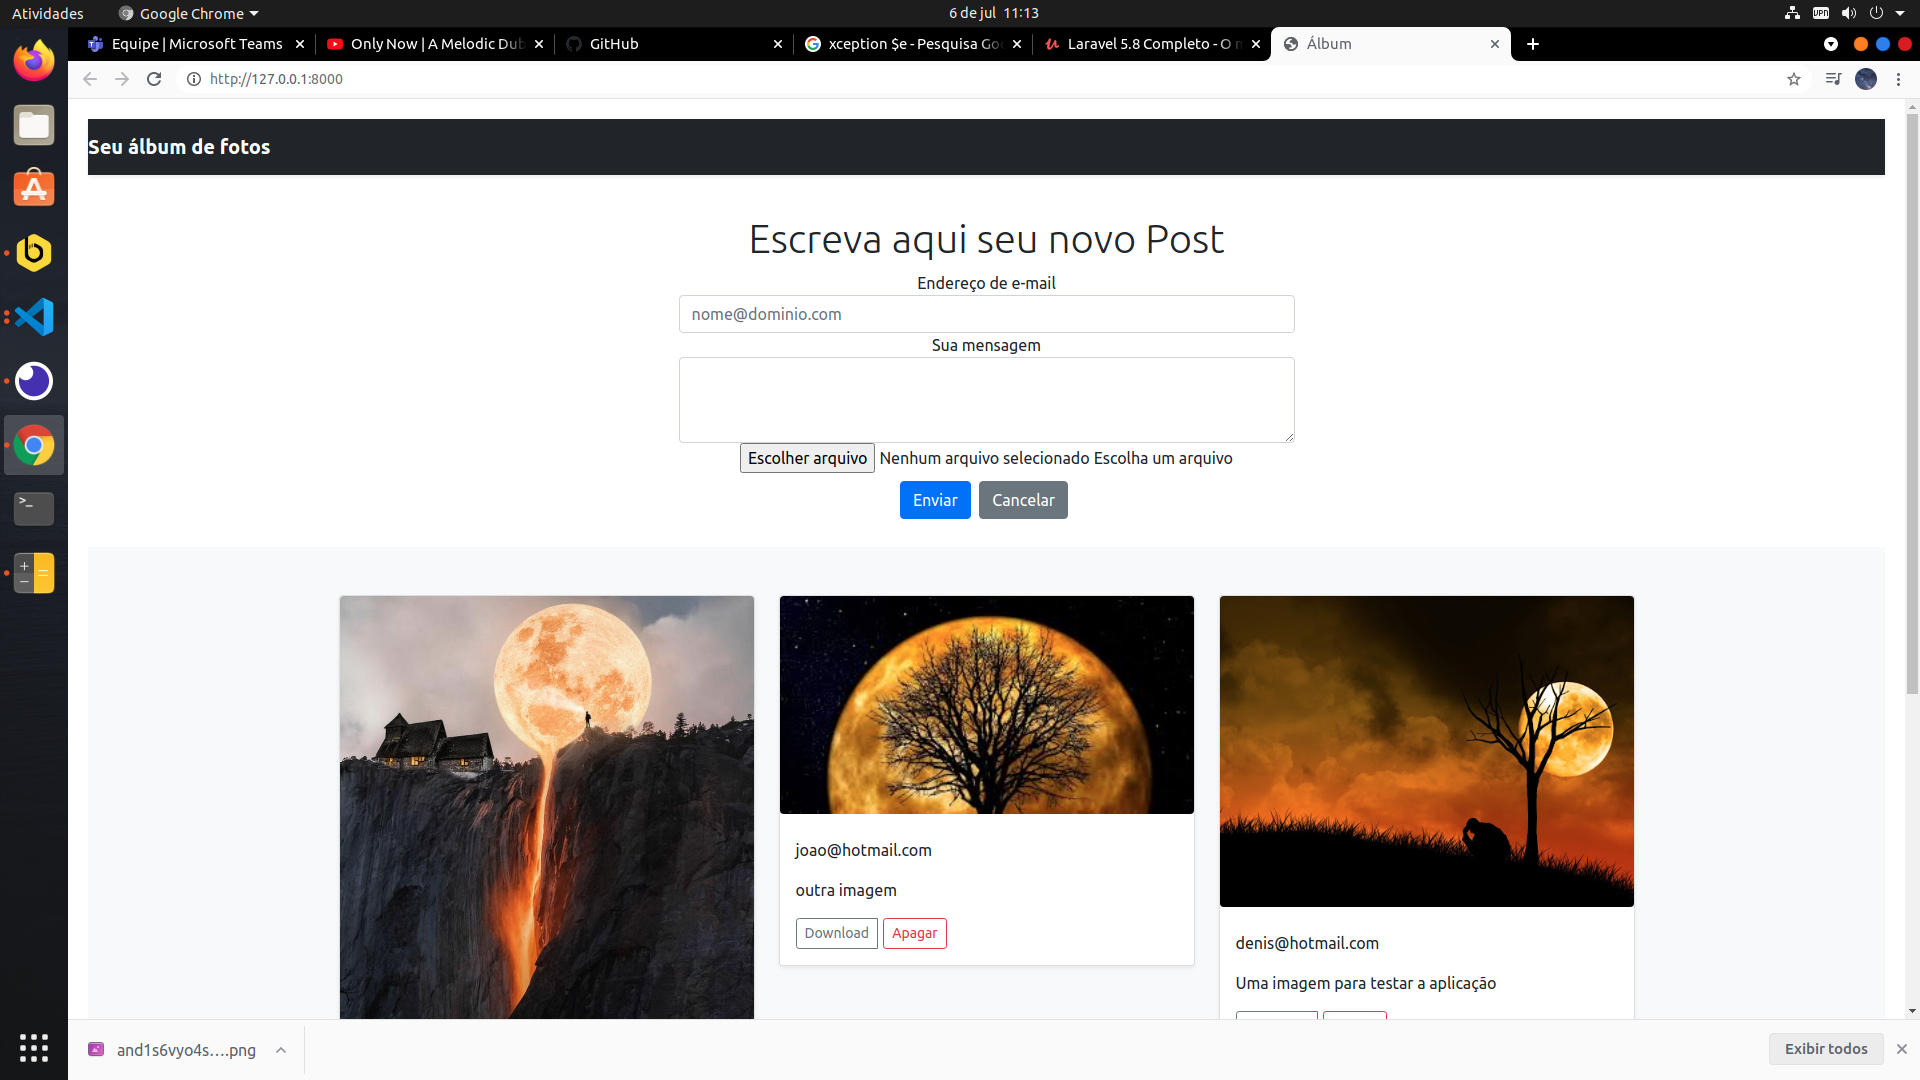 Atividades
Google Chrome
6 de jul 11:13
VPN
Equipe | Microsoft Teams
Only Now | A Melodic Dub
GitHub
xception $e - Pesquisa Goo
Laravel 5.8 Completo - O m
Álbum
http://127.0.0.1:8000
Seu álbum de fotos
Escreva aqui seu novo Post
Endereço de e-mail
nome@dominio.com
Sua mensagem
Escolher arquivo Nenhum arquivo selecionado Escolha um arquivo
Enviar Cancelar
joao@hotmail.com
outra imagem
Download Apagar
denis@hotmail.com
Uma imagem para testar a aplicação
and1s6vyo4s....png
Exibir todos